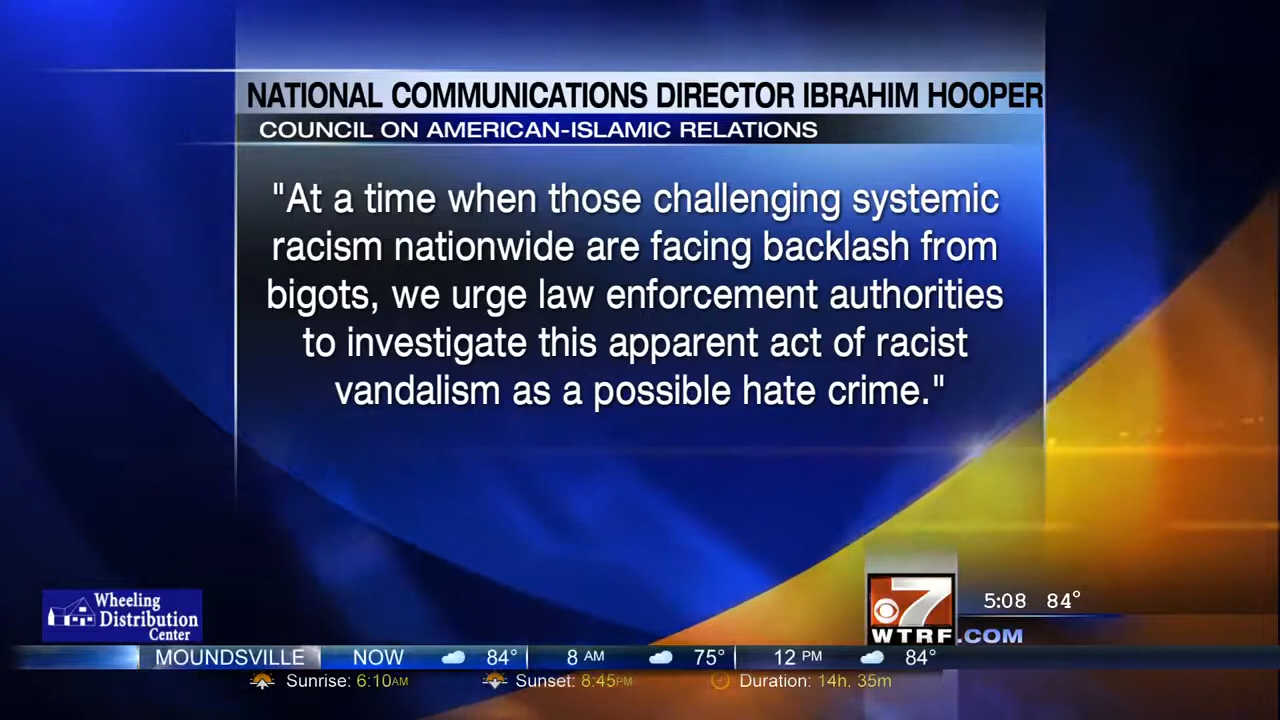 NATIONAL COMMUNICATIONS DIRECTOR IBRAHIM HOOPER
COUNCIL ON AMERICAN-ISLAMIC RELATIONS
"At a time when those challenging systemic
racism nationwide are facing backlash from
bigots, we urge law enforcement authorities
to investigate this apparent act of racist
vandalism as a possible hate crime."
Wheeling
Distribution
Center
7
WTRF.COM
5:08 84°
MOUNDSVILLE NOW 84° 8 AM 75° 12 PM 84°
Sunrise: 6:10AM Sunset: 8:45PM Duration: 14h, 35m